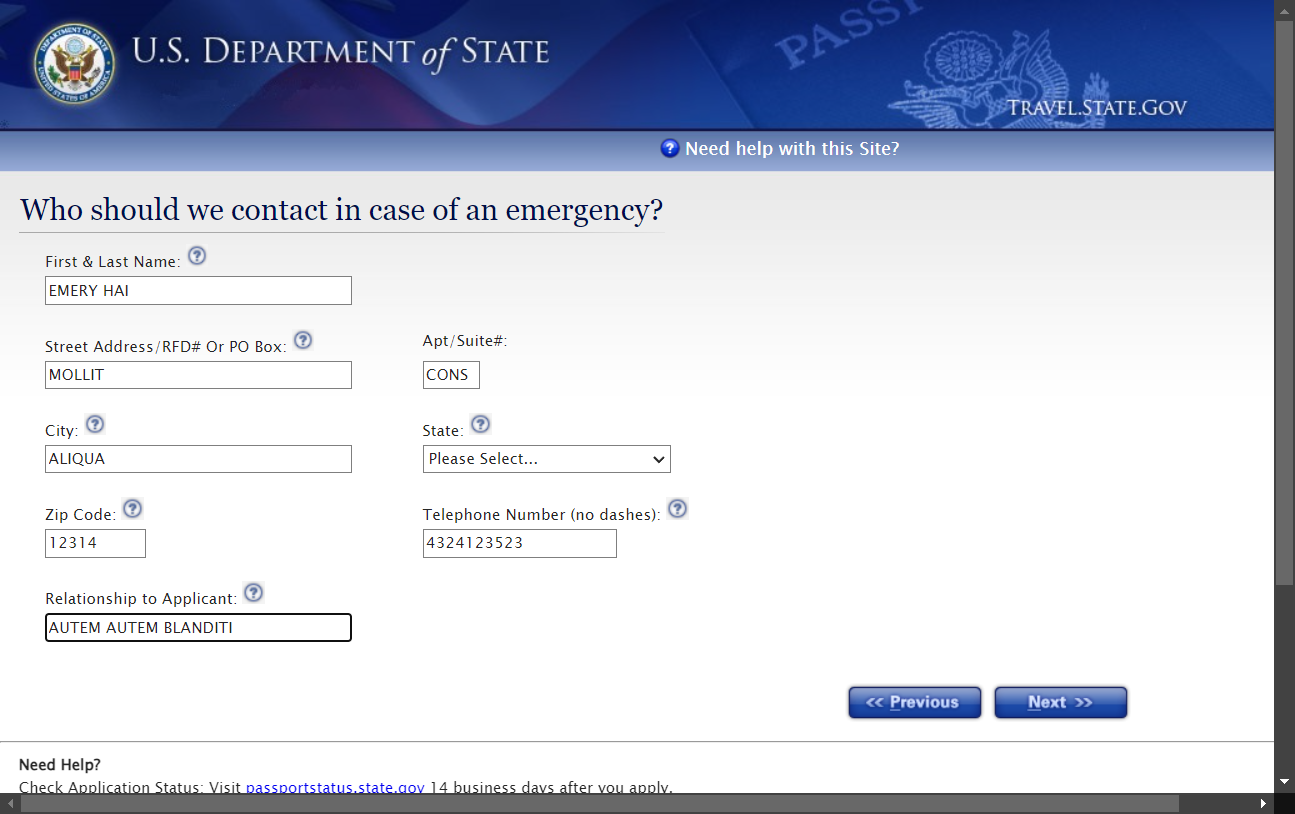 U.S. DEPARTMENT of STATE
PASSP
TRAVEL.STATE.GOV
? Need help with this Site?
Who should we contact in case of an emergency?
First & Last Name: ?
EMERY HAI
Street Address/RFD# Or PO Box: ? Apt/Suite#:
MOLLIT CONS
City: ? State: ?
ALIQUA Please Select...
Zip Code: ? Telephone Number (no dashes): ?
12314 4324123523
Relationship to Applicant: ?
AUTEM AUTEM BLANDITI
<< Previous Next >>
Need Help?
Check Application Status: Visit passportstatus.state.gov 14 business days after you apply.